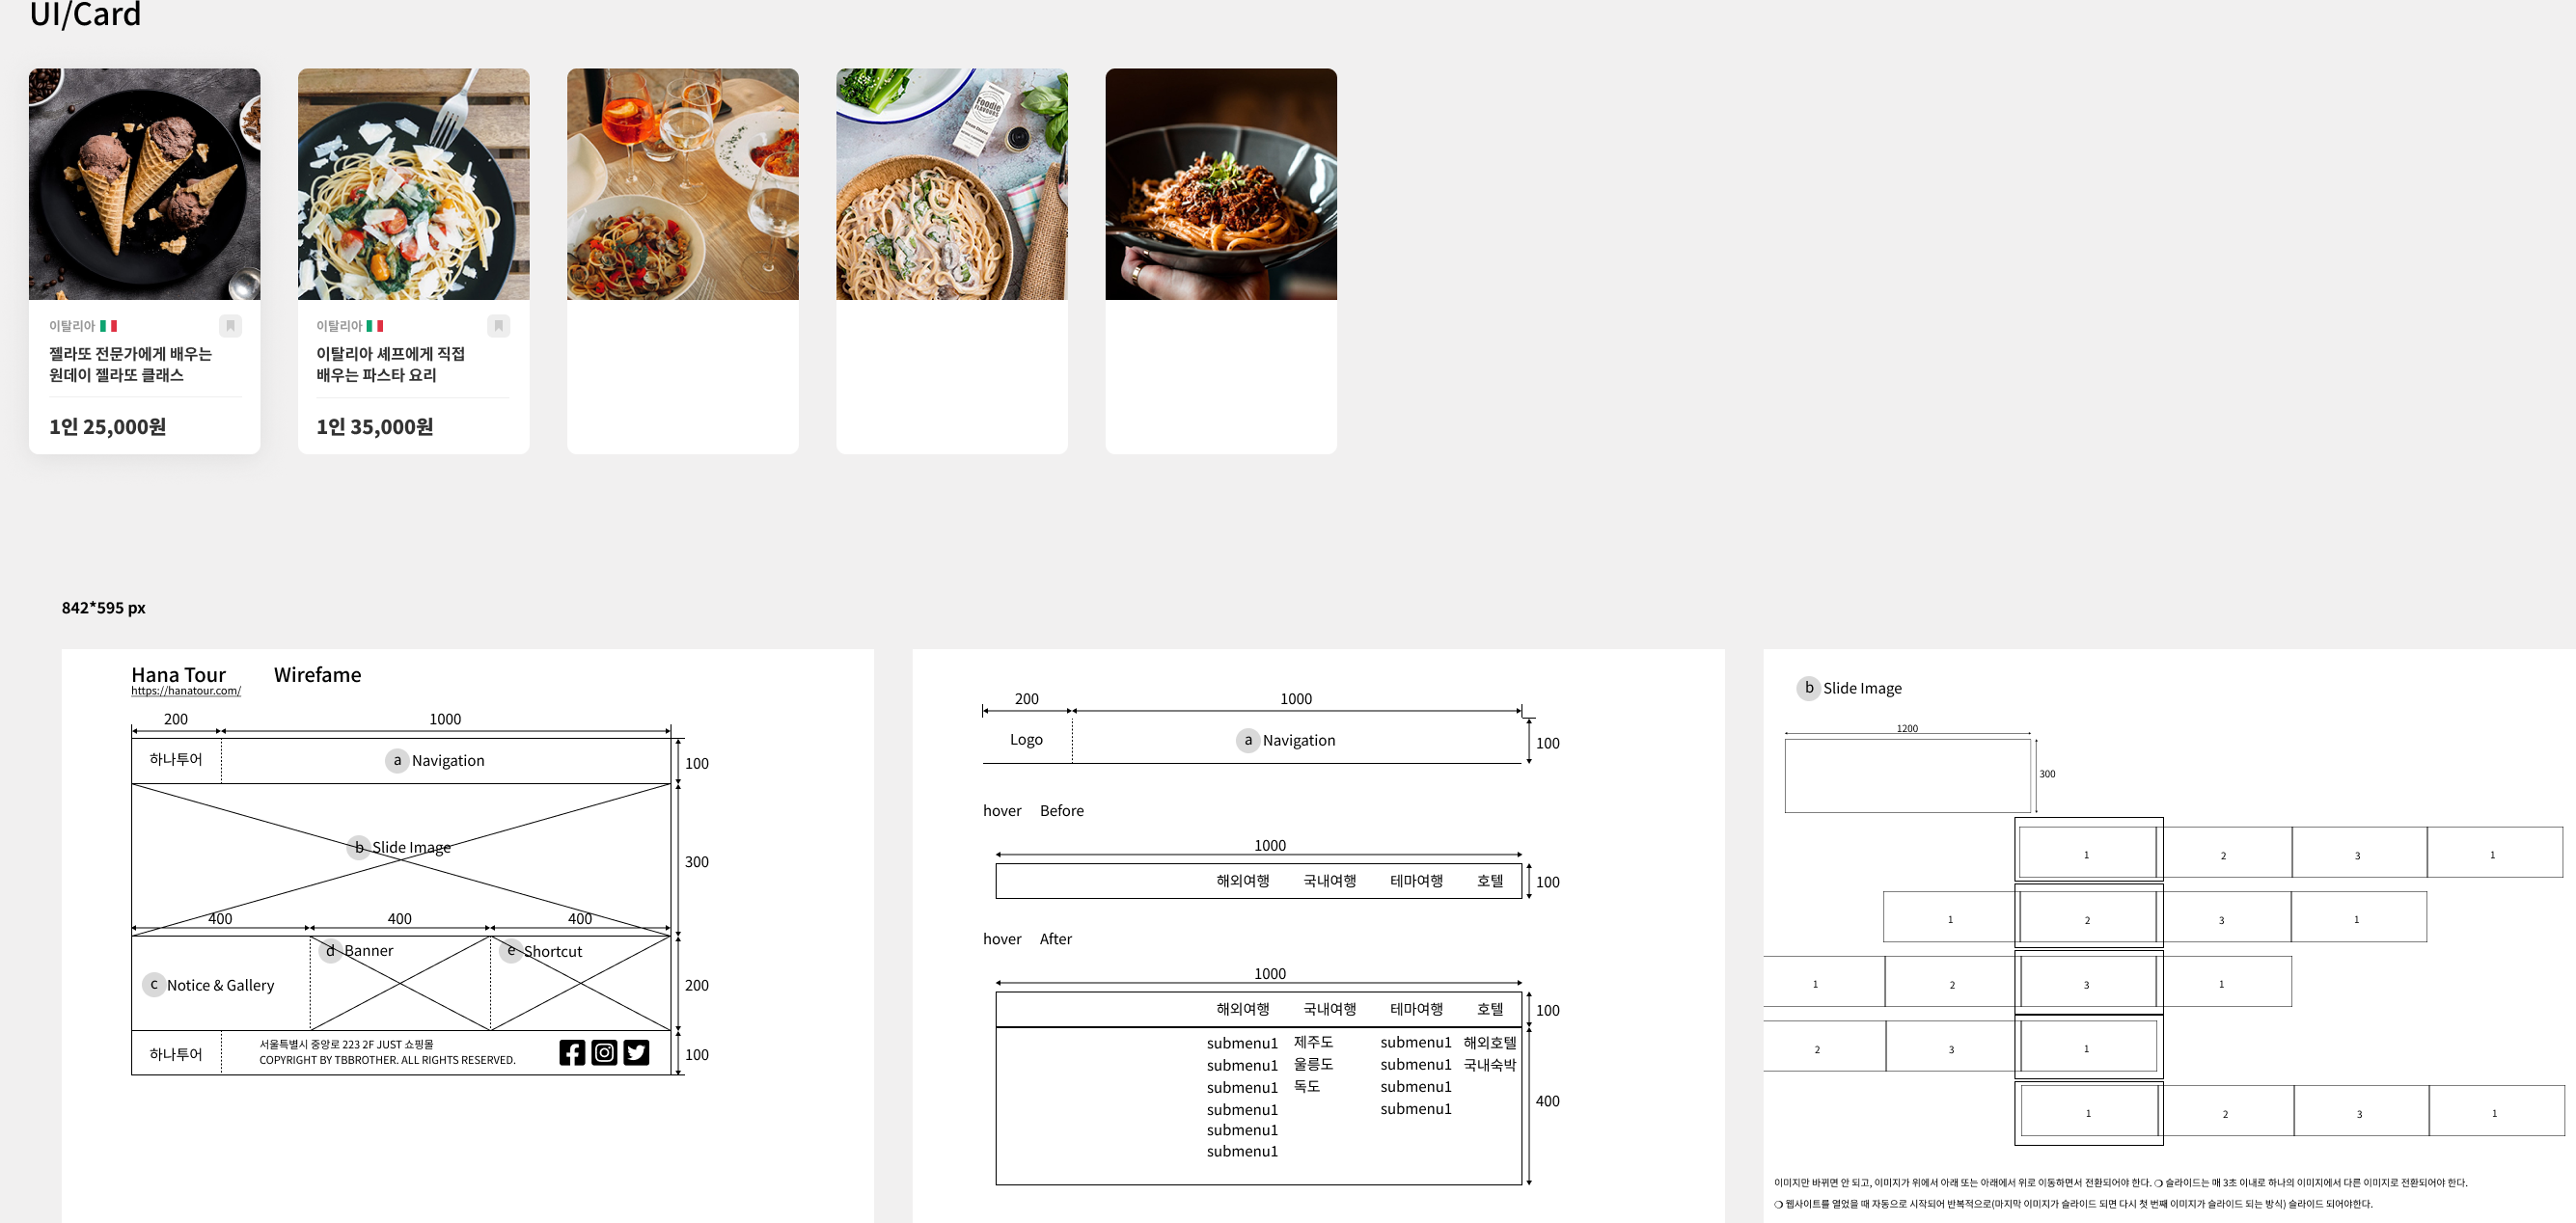 UI/Card
Foodie
FLAVOURS
이탈리아
젤라또 전문가에게 배우는
원데이 젤라또 클래스
1인 25,000원
이탈리아
이탈리아 셰프에게 직접
배우는 파스타 요리
1인 35,000원
842*595 px
Hana Tour Wirefame
https://hanatour.com/
200 1000
하나투어 a Navigation 100
b Slide Image 300
400 400 400
d Banner e Shortcut
c Notice & Gallery 200
하나투어
서울특별시 중앙로 223 2F JUST 쇼핑몰
COPYRIGHT BY TBBROTHER. ALL RIGHTS RESERVED.
100
200 1000
Logo a Navigation 100
hover Before
1000
해외여행 국내여행 테마여행 호텔 100
hover After
1000
해외여행 국내여행 테마여행 호텔 100
submenu1 제주도 submenu1 해외호텔
submenu1 울릉도 submenu1 국내숙박
submenu1 독도 submenu1
submenu1 submenu1
submenu1
submenu1
400
b Slide Image
1200
300
1 2 3 1
1 2 3 1
1 2 3 1
2 3 1
1 2 3 1
이미지만 바뀌면 안 되고, 이미지가 위에서 아래 또는 아래에서 위로 이동하면서 전환되어야 한다. ❍ 슬라이드는 매 3초 이내로 하나의 이미지에서 다른 이미지로 전환되어야 한다.
❍ 웹사이트를 열었을 때 자동으로 시작되어 반복적으로(마지막 이미지가 슬라이드 되면 다시 첫 번째 이미지가 슬라이드 되는 방식) 슬라이드 되어야한다.